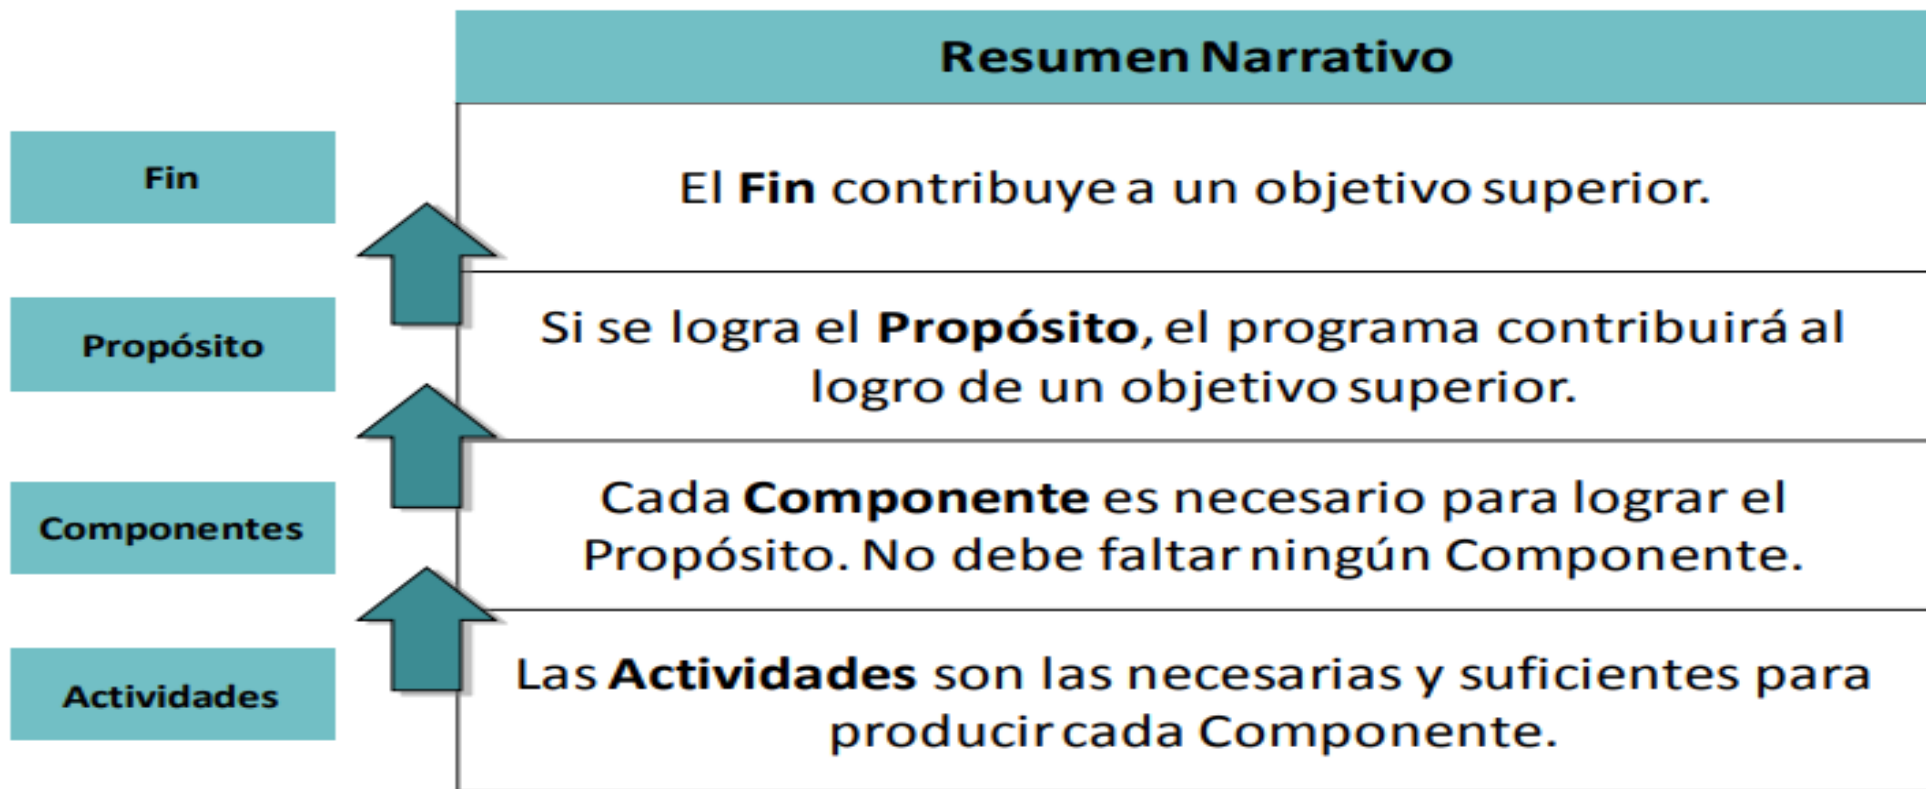 Resumen Narrativo
Fin
El Fin contribuye a un objetivo superior.
Propósito
Si se logra el Propósito, el programa contribuirá al
logro de un objetivo superior.
Componentes
Cada Componente es necesario para lograr el
Propósito. No debe faltar ningún Componente.
Actividades
Las Actividades son las necesarias y suficientes para
producir cada Componente.